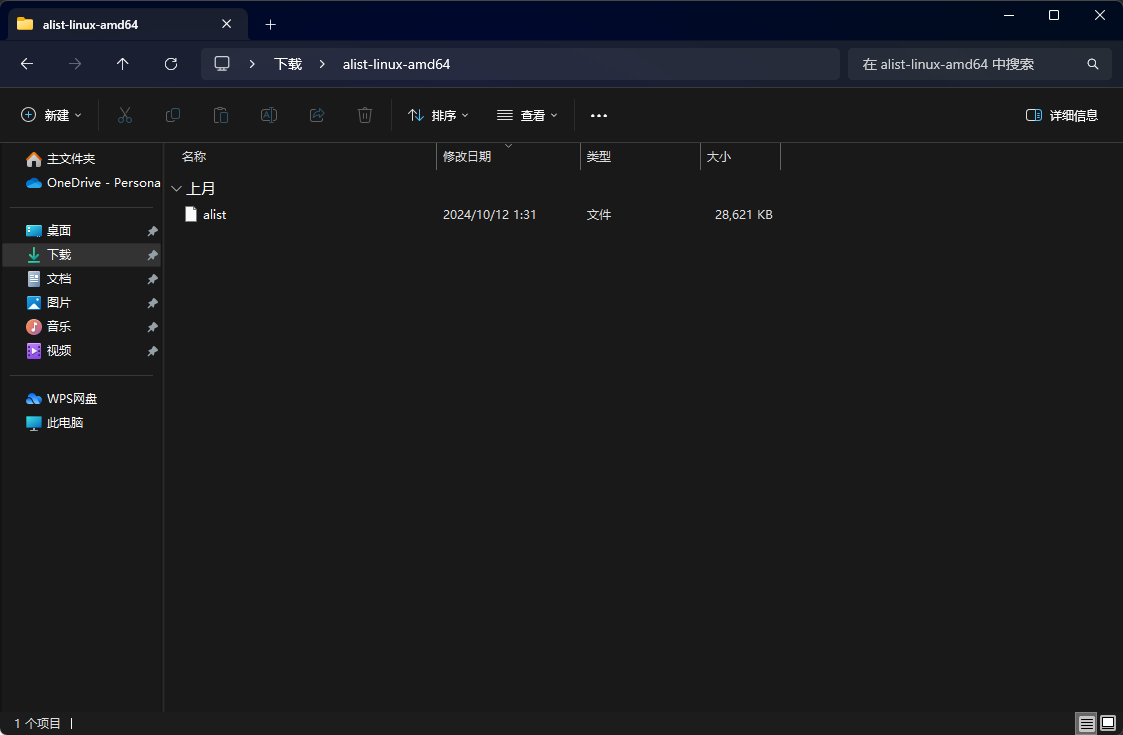 alist-linux-amd64
下载 alist-linux-amd64
在 alist-linux-amd64 中搜索
新建 排序 查看 详细信息
主文件夹
OneDrive - Persona
桌面
下载
文档
图片
音乐
视频
WPS网盘
此电脑
名称 修改日期 类型 大小
上月
alist 2024/10/12 1:31 文件 28,621 KB
1 个项目